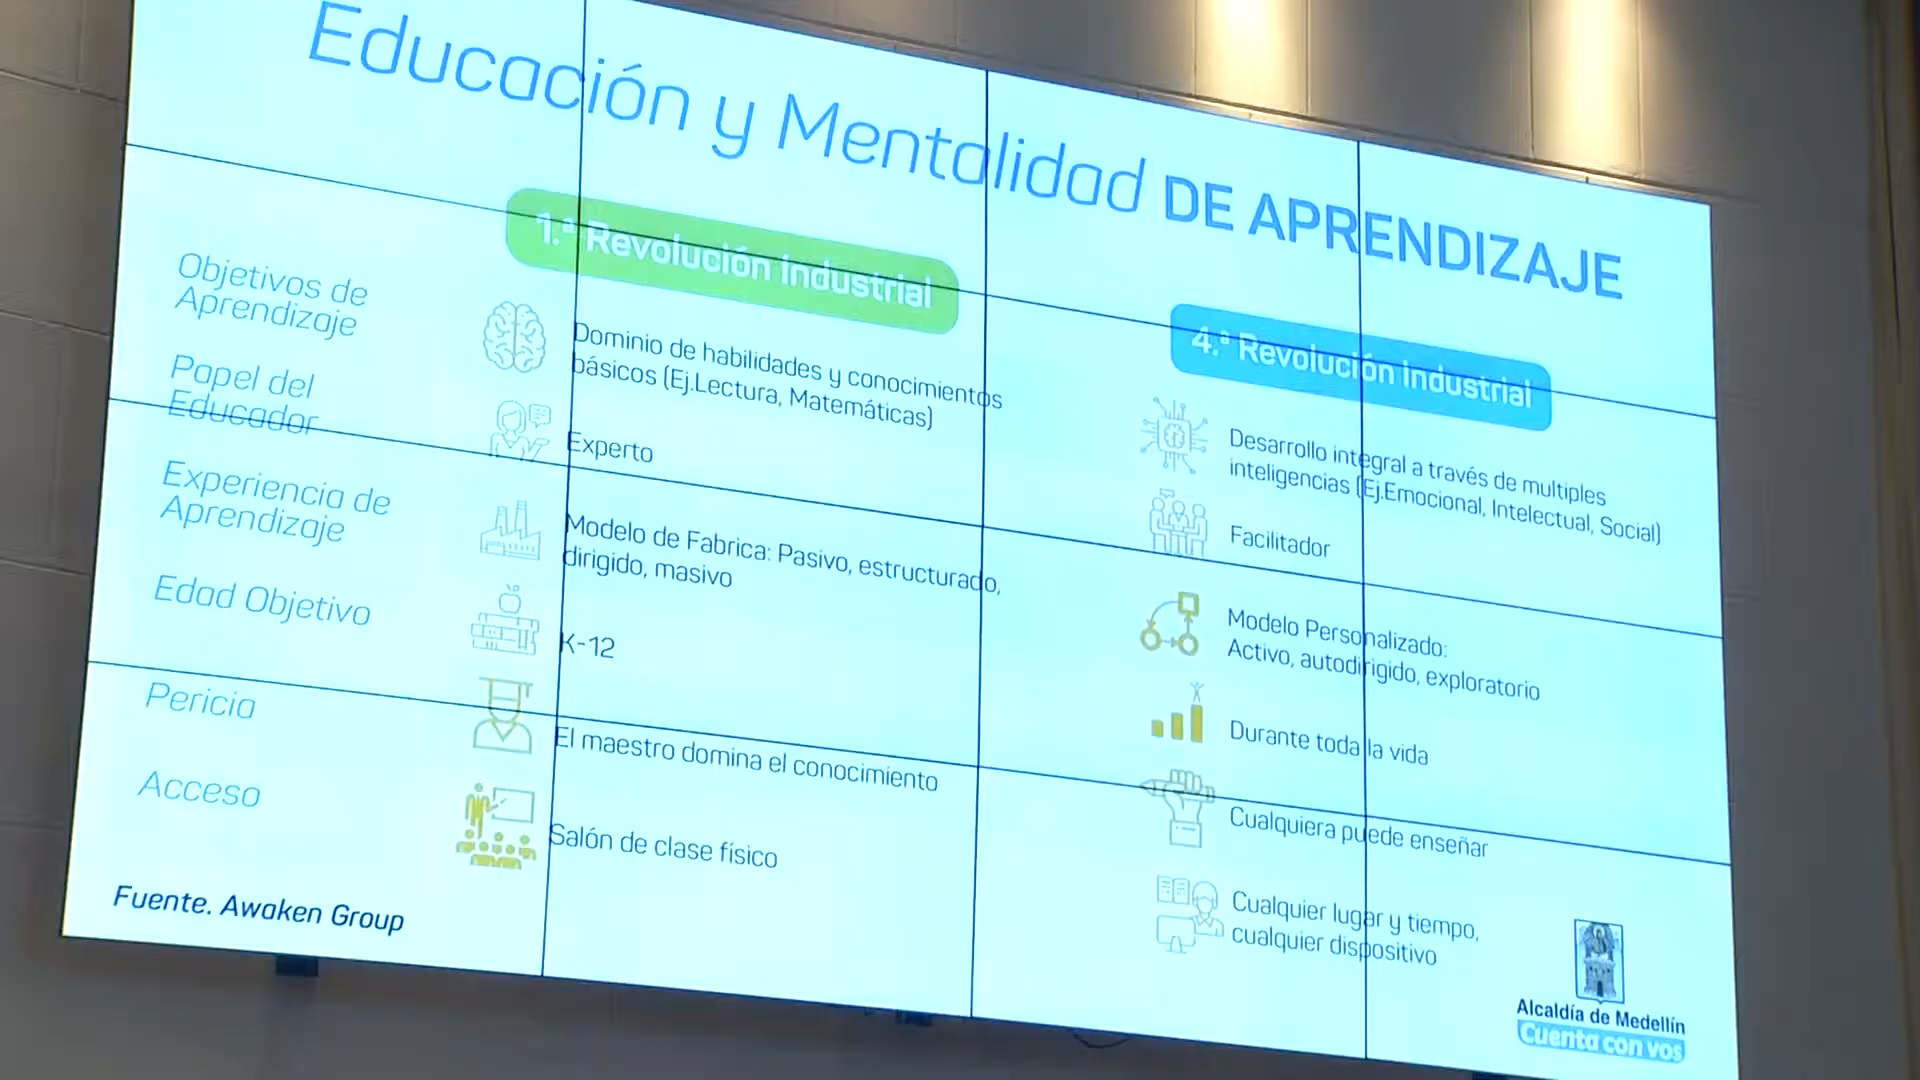 Educación y Mentalidad DE APRENDIZAJE
1.ª Revolución Industrial
4.ª Revolución Industrial
Objetivos de
Aprendizaje
Dominio de habilidades y conocimientos
básicos (Ej.Lectura, Matemáticas)
Desarrollo integral a través de multiples
inteligencias (Ej.Emocional, Intelectual, Social)
Papel del
Educador
Experto
Facilitador
Experiencia de
Aprendizaje
Modelo de Fabrica: Pasivo, estructurado,
dirigido, masivo
Modelo Personalizado:
Activo, autodirigido, exploratorio
Edad Objetivo
K-12
Durante toda la vida
Pericia
El maestro domina el conocimiento
Cualquiera puede enseñar
Acceso
Salón de clase físico
Cualquier lugar y tiempo,
cualquier dispositivo
Fuente. Awaken Group
Alcaldía de Medellín
Cuenta con vos